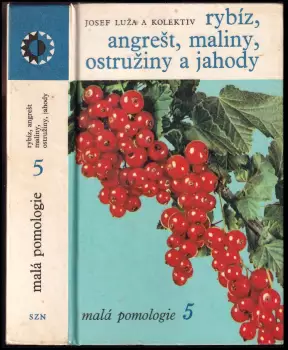 JOSEF LUŽA A KOLEKTIV
rybíz,
angrešt, maliny,
ostružiny a jahody
malá pomologie 5
rybíz, angrešt
maliny,
ostružiny, jahody
malá pomologie 5
SZN